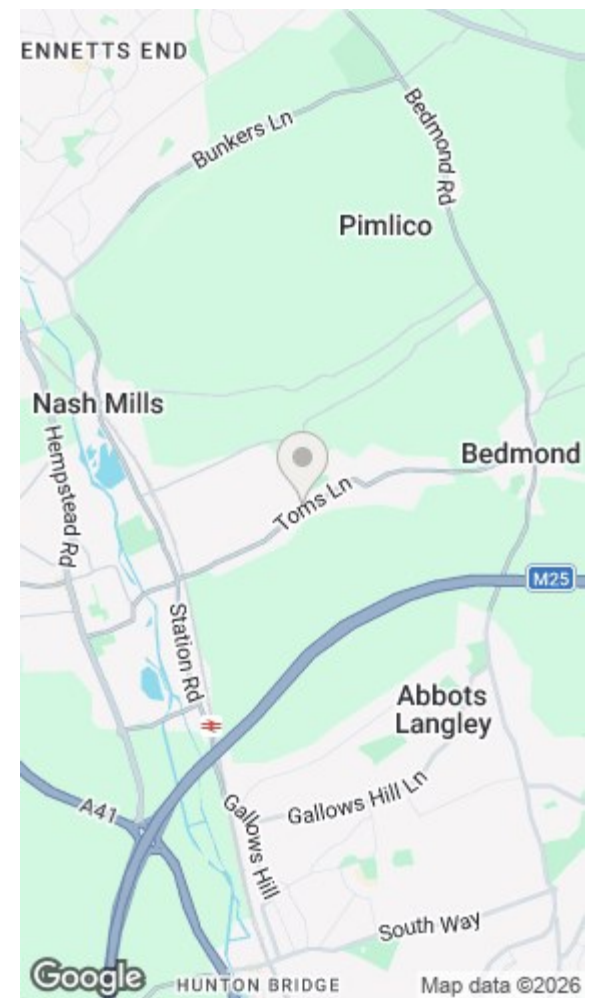 ENNETTS END
Bunkers Ln
Bedmond Rd
Pimlico
Nash Mills
Hempstead Rd
Bedmond
Toms Ln
M25
Station Rd
Abbots
Langley
A41
Gallows Hill Ln
Gallows Hill
South Way
Google
HUNTON BRIDGE
Map data ©2026